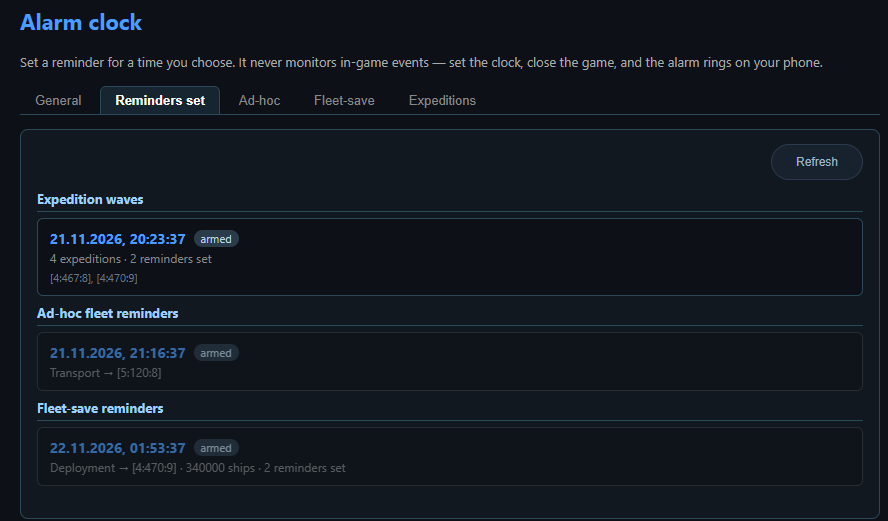 Alarm clock
Set a reminder for a time you choose. It never monitors in-game events — set the clock, close the game, and the alarm rings on your phone.
General
Reminders set
Ad-hoc
Fleet-save
Expeditions
Refresh
Expedition waves
21.11.2026, 20:23:37 armed
4 expeditions · 2 reminders set
[4:467:8], [4:470:9]
Ad-hoc fleet reminders
21.11.2026, 21:16:37 armed
Transport → [5:120:8]
Fleet-save reminders
22.11.2026, 01:53:37 armed
Deployment → [4:470:9] · 340000 ships · 2 reminders set